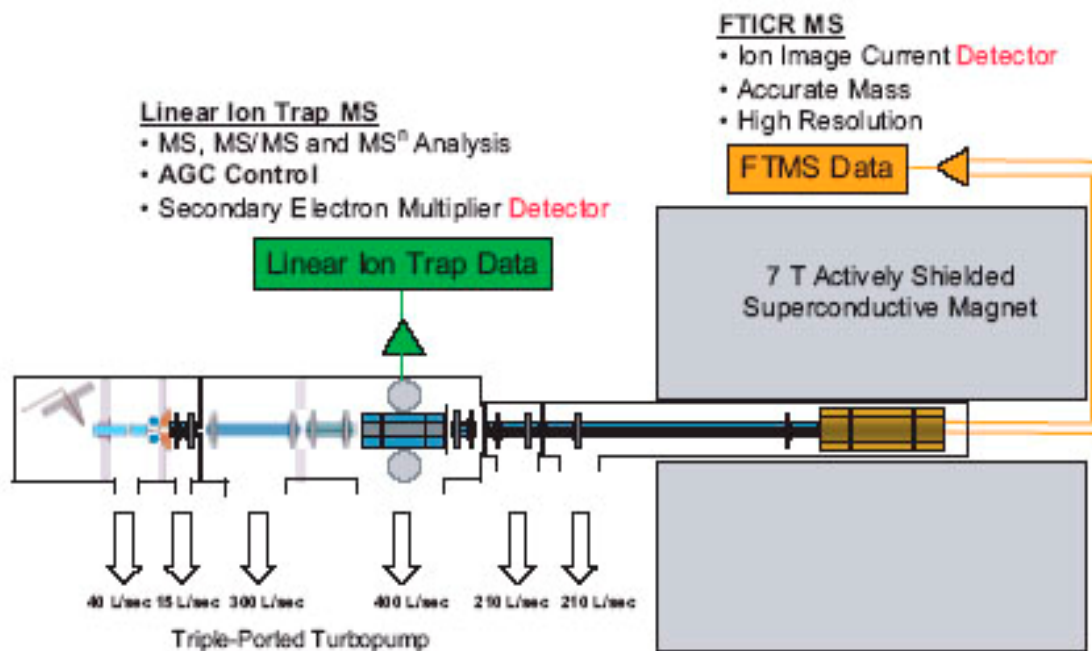 FTICR MS
• Ion Image Current Detector
• Accurate Mass
• High Resolution
FTMS Data
Linear Ion Trap MS
• MS, MS/MS and MSⁿ Analysis
• AGC Control
• Secondary Electron Multiplier Detector
Linear Ion Trap Data
7 T Actively Shielded
Superconductive Magnet
40 L/sec 15 L/sec 300 L/sec 400 L/sec 210 L/sec 210 L/sec
Triple-Ported Turbopump